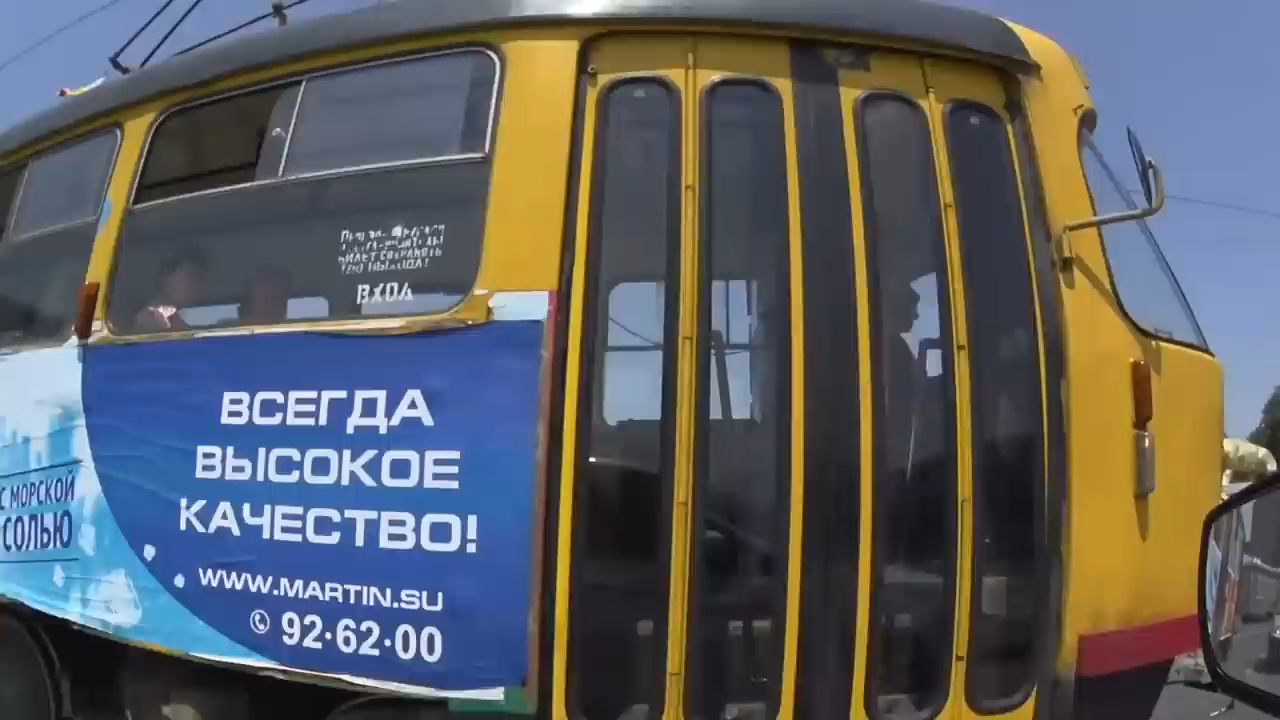 ВХОД
ВСЕГДА
ВЫСОКОЕ
КАЧЕСТВО!
WWW.MARTIN.SU
92·62·00
С МОРСКОЙ
СОЛЬЮ